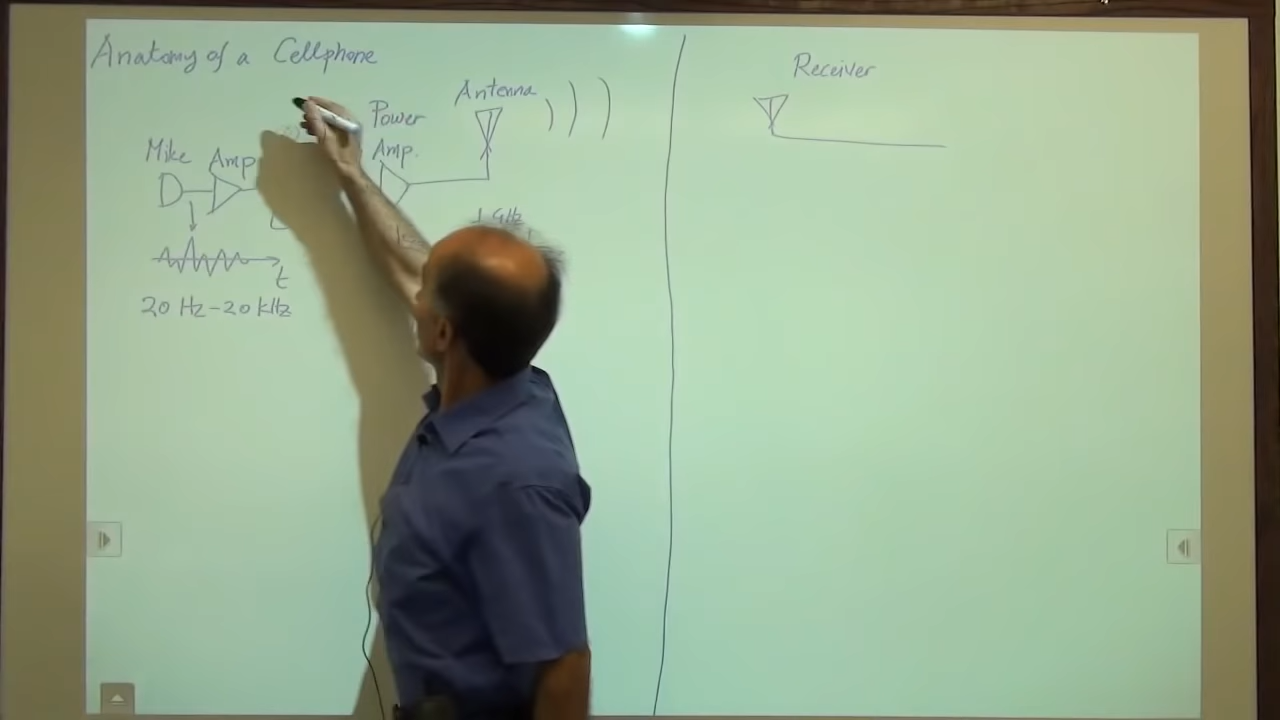 Anatomy of a Cellphone
Receiver
Antenna
Power
Amp.
Mike
Amp
1 GHz
t
20 Hz - 20 kHz